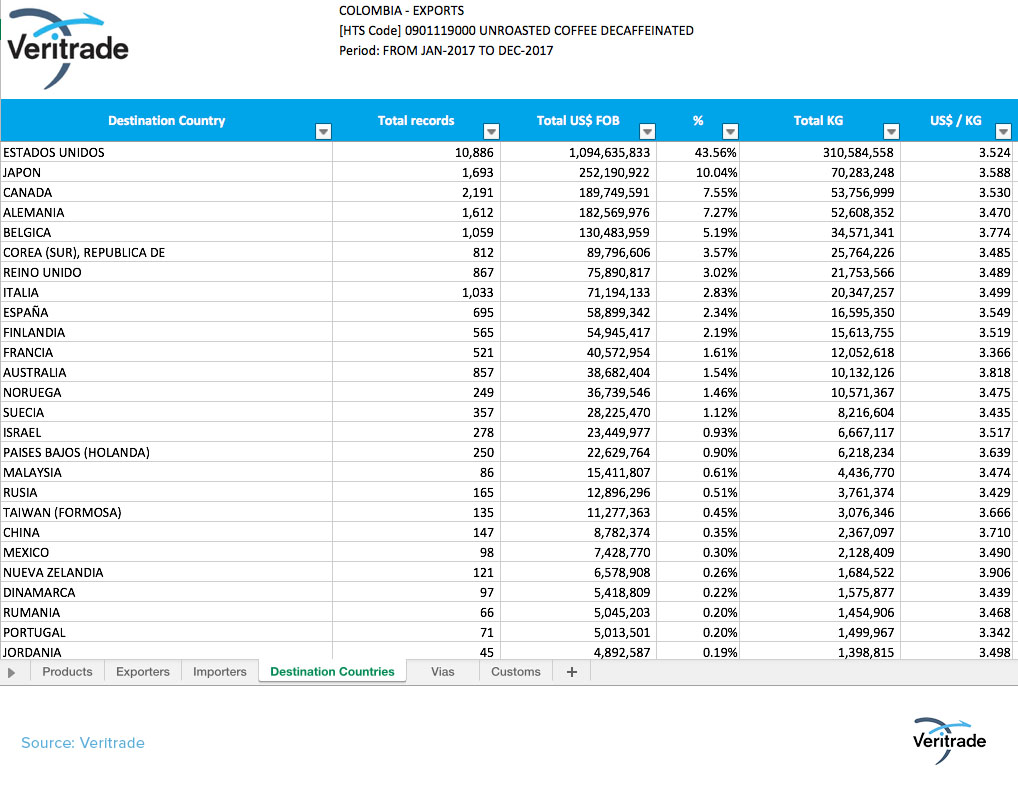 Veritrade
COLOMBIA - EXPORTS
[HTS Code] 0901119000 UNROASTED COFFEE DECAFFEINATED
Period: FROM JAN-2017 TO DEC-2017
Destination Country Total records Total US$ FOB % Total KG US$ / KG
ESTADOS UNIDOS 10,886 1,094,635,833 43.56% 310,584,558 3.524
JAPON 1,693 252,190,922 10.04% 70,283,248 3.588
CANADA 2,191 189,749,591 7.55% 53,756,999 3.530
ALEMANIA 1,612 182,569,976 7.27% 52,608,352 3.470
BELGICA 1,059 130,483,959 5.19% 34,571,341 3.774
COREA (SUR), REPUBLICA DE 812 89,796,606 3.57% 25,764,226 3.485
REINO UNIDO 867 75,890,817 3.02% 21,753,566 3.489
ITALIA 1,033 71,194,133 2.83% 20,347,257 3.499
ESPAÑA 695 58,899,342 2.34% 16,595,350 3.549
FINLANDIA 565 54,945,417 2.19% 15,613,755 3.519
FRANCIA 521 40,572,954 1.61% 12,052,618 3.366
AUSTRALIA 857 38,682,404 1.54% 10,132,126 3.818
NORUEGA 249 36,739,546 1.46% 10,571,367 3.475
SUECIA 357 28,225,470 1.12% 8,216,604 3.435
ISRAEL 278 23,449,977 0.93% 6,667,117 3.517
PAISES BAJOS (HOLANDA) 250 22,629,764 0.90% 6,218,234 3.639
MALAYSIA 86 15,411,807 0.61% 4,436,770 3.474
RUSIA 165 12,896,296 0.51% 3,761,374 3.429
TAIWAN (FORMOSA) 135 11,277,363 0.45% 3,076,346 3.666
CHINA 147 8,782,374 0.35% 2,367,097 3.710
MEXICO 98 7,428,770 0.30% 2,128,409 3.490
NUEVA ZELANDIA 121 6,578,908 0.26% 1,684,522 3.906
DINAMARCA 97 5,418,809 0.22% 1,575,877 3.439
RUMANIA 66 5,045,203 0.20% 1,454,906 3.468
PORTUGAL 71 5,013,501 0.20% 1,499,967 3.342
JORDANIA 45 4,892,587 0.19% 1,398,815 3.498
Products Exporters Importers Destination Countries Vias Customs +
Source: Veritrade
Veritrade